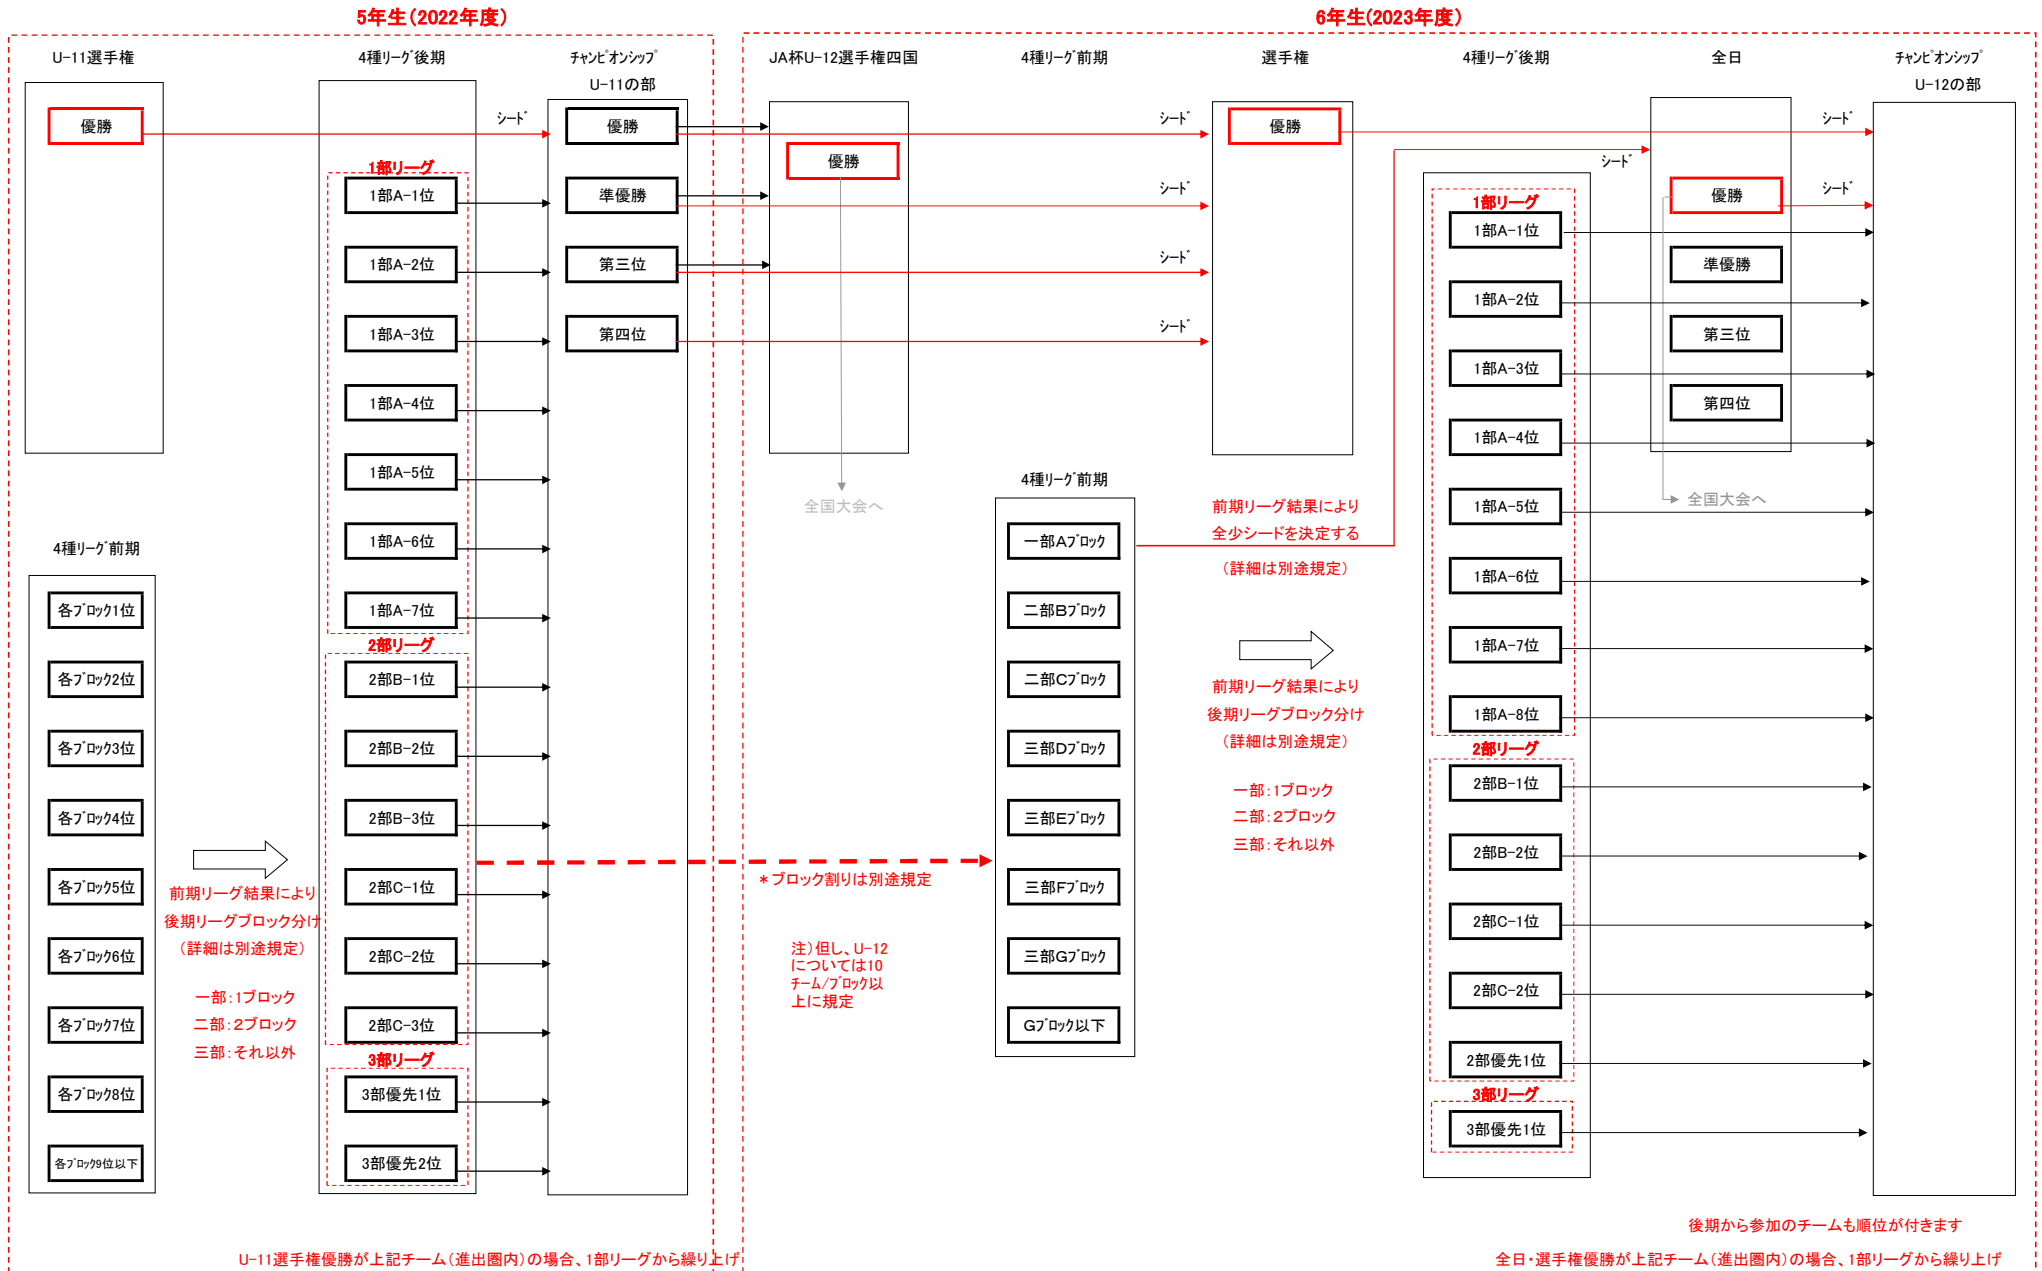 5年生（2022年度）
6年生(2023年度）
U-11選手権
4種ﾘｰｸﾞ後期
ﾁｬﾝﾋﾟｵﾝｼｯﾌﾟ
U-11の部
JA杯U-12選手権四国
4種ﾘｰｸﾞ前期
選手権
4種ﾘｰｸﾞ後期
全日
ﾁｬﾝﾋﾟｵﾝｼｯﾌﾟ
U-12の部
優勝
ｼｰﾄﾞ
優勝
準優勝
第三位
第四位
1部リーグ
1部A-1位
1部A-2位
1部A-3位
1部A-4位
1部A-5位
1部A-6位
1部A-7位
2部リーグ
2部B-1位
2部B-2位
2部B-3位
2部C-1位
2部C-2位
2部C-3位
3部リーグ
3部優先1位
3部優先2位
4種ﾘｰｸﾞ前期
各ﾌﾞﾛｯｸ1位
各ﾌﾞﾛｯｸ2位
各ﾌﾞﾛｯｸ3位
各ﾌﾞﾛｯｸ4位
各ﾌﾞﾛｯｸ5位
各ﾌﾞﾛｯｸ6位
各ﾌﾞﾛｯｸ7位
各ﾌﾞﾛｯｸ8位
各ﾌﾞﾛｯｸ9位以下
前期リーグ結果により
後期リーグブロック分け
（詳細は別途規定）
一部：1ブロック
二部：２ブロック
三部：それ以外
U-11選手権優勝が上記チーム（進出圏内）の場合、1部リーグから繰り上げ
優勝
全国大会へ
ｼｰﾄﾞ
ｼｰﾄﾞ
ｼｰﾄﾞ
ｼｰﾄﾞ
優勝
4種ﾘｰｸﾞ前期
一部Aﾌﾞﾛｯｸ
二部Bﾌﾞﾛｯｸ
二部Cﾌﾞﾛｯｸ
三部Dﾌﾞﾛｯｸ
三部Eﾌﾞﾛｯｸ
三部Fﾌﾞﾛｯｸ
三部Gﾌﾞﾛｯｸ
Gﾌﾞﾛｯｸ以下
＊ブロック割りは別途規定
注）但し、U-12
については10
ﾁｰﾑ/ﾌﾞﾛｯｸ以
上に規定
前期リーグ結果により
全少シードを決定する
（詳細は別途規定）
前期リーグ結果により
後期リーグブロック分け
（詳細は別途規定）
一部：1ブロック
二部：２ブロック
三部：それ以外
1部リーグ
1部A-1位
1部A-2位
1部A-3位
1部A-4位
1部A-5位
1部A-6位
1部A-7位
1部A-8位
2部リーグ
2部B-1位
2部B-2位
2部C-1位
2部C-2位
2部優先1位
3部リーグ
3部優先1位
ｼｰﾄﾞ
優勝
準優勝
第三位
第四位
全国大会へ
ｼｰﾄﾞ
ｼｰﾄﾞ
後期から参加のチームも順位が付きます
全日・選手権優勝が上記チーム（進出圏内）の場合、1部リーグから繰り上げ